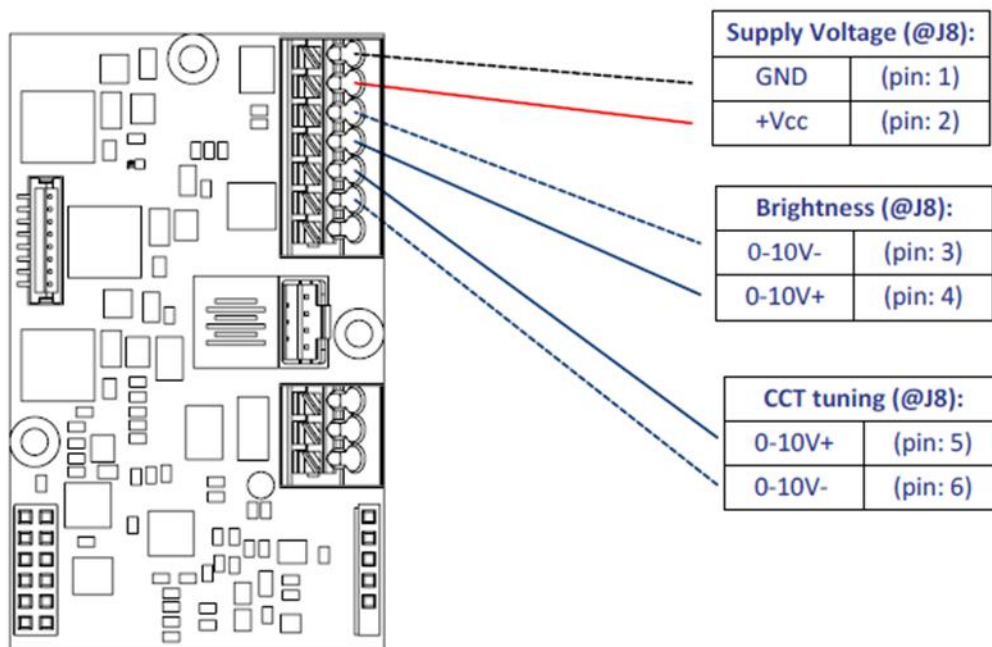 Supply Voltage (@J8):
GND (pin: 1)
+Vcc (pin: 2)
Brightness (@J8):
0-10V- (pin: 3)
0-10V+ (pin: 4)
CCT tuning (@J8):
0-10V+ (pin: 5)
0-10V- (pin: 6)